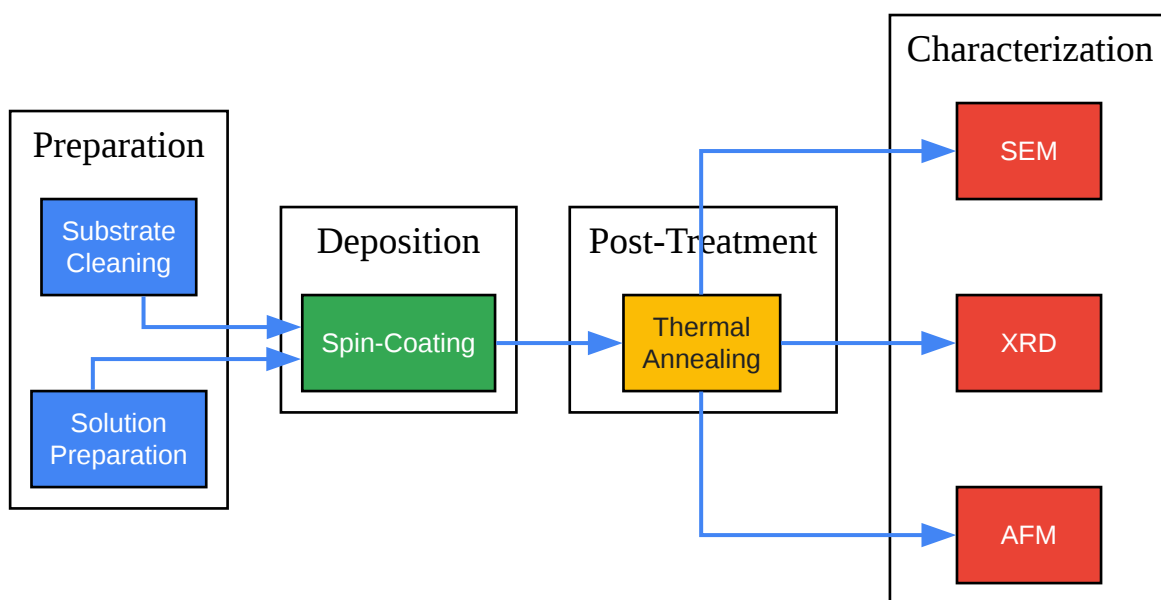 Preparation
Substrate
Cleaning
Solution
Preparation
Deposition
Spin-Coating
Post-Treatment
Thermal
Annealing
Characterization
SEM
XRD
AFM